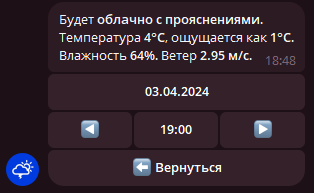 Будет облачно с прояснениями.
Температура 4°C, ощущается как 1°C.
Влажность 64%. Ветер 2.95 м/с.
18:48
03.04.2024
19:00
Вернуться